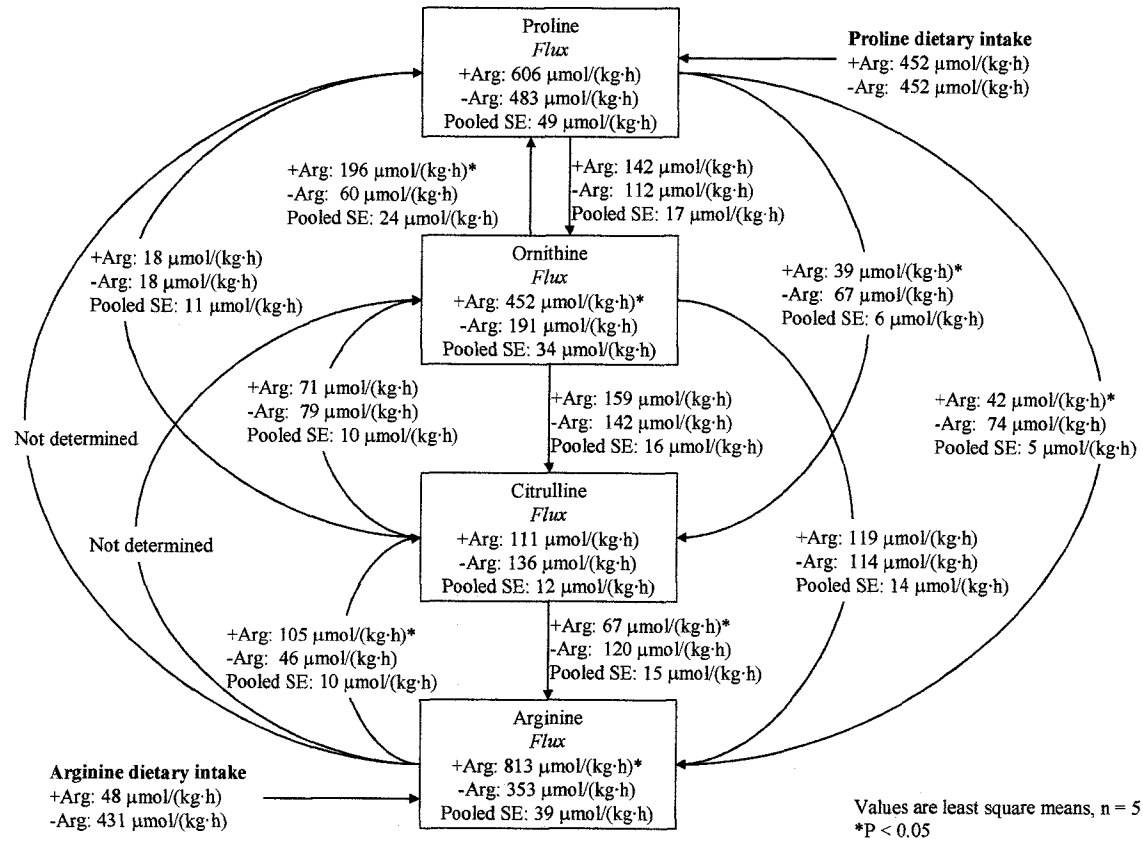 Proline
Flux
+Arg: 606 μmol/(kg·h)
-Arg: 483 μmol/(kg·h)
Pooled SE: 49 μmol/(kg·h)
Proline dietary intake
+Arg: 452 μmol/(kg·h)
-Arg: 452 μmol/(kg·h)
+Arg: 196 μmol/(kg·h)*
-Arg: 60 μmol/(kg·h)
Pooled SE: 24 μmol/(kg·h)
+Arg: 142 μmol/(kg·h)
-Arg: 112 μmol/(kg·h)
Pooled SE: 17 μmol/(kg·h)
+Arg: 18 μmol/(kg·h)
-Arg: 18 μmol/(kg·h)
Pooled SE: 11 μmol/(kg·h)
Ornithine
Flux
+Arg: 452 μmol/(kg·h)*
-Arg: 191 μmol/(kg·h)
Pooled SE: 34 μmol/(kg·h)
+Arg: 39 μmol/(kg·h)*
-Arg: 67 μmol/(kg·h)
Pooled SE: 6 μmol/(kg·h)
+Arg: 71 μmol/(kg·h)
-Arg: 79 μmol/(kg·h)
Pooled SE: 10 μmol/(kg·h)
+Arg: 159 μmol/(kg·h)
-Arg: 142 μmol/(kg·h)
Pooled SE: 16 μmol/(kg·h)
+Arg: 42 μmol/(kg·h)*
-Arg: 74 μmol/(kg·h)
Pooled SE: 5 μmol/(kg·h)
Not determined
Citrulline
Flux
+Arg: 111 μmol/(kg·h)
-Arg: 136 μmol/(kg·h)
Pooled SE: 12 μmol/(kg·h)
Not determined
+Arg: 119 μmol/(kg·h)
-Arg: 114 μmol/(kg·h)
Pooled SE: 14 μmol/(kg·h)
+Arg: 105 μmol/(kg·h)*
-Arg: 46 μmol/(kg·h)
Pooled SE: 10 μmol/(kg·h)
+Arg: 67 μmol/(kg·h)*
-Arg: 120 μmol/(kg·h)
Pooled SE: 15 μmol/(kg·h)
Arginine
Flux
+Arg: 813 μmol/(kg·h)*
-Arg: 353 μmol/(kg·h)
Pooled SE: 39 μmol/(kg·h)
Arginine dietary intake
+Arg: 48 μmol/(kg·h)
-Arg: 431 μmol/(kg·h)
Values are least square means, n = 5
*P < 0.05